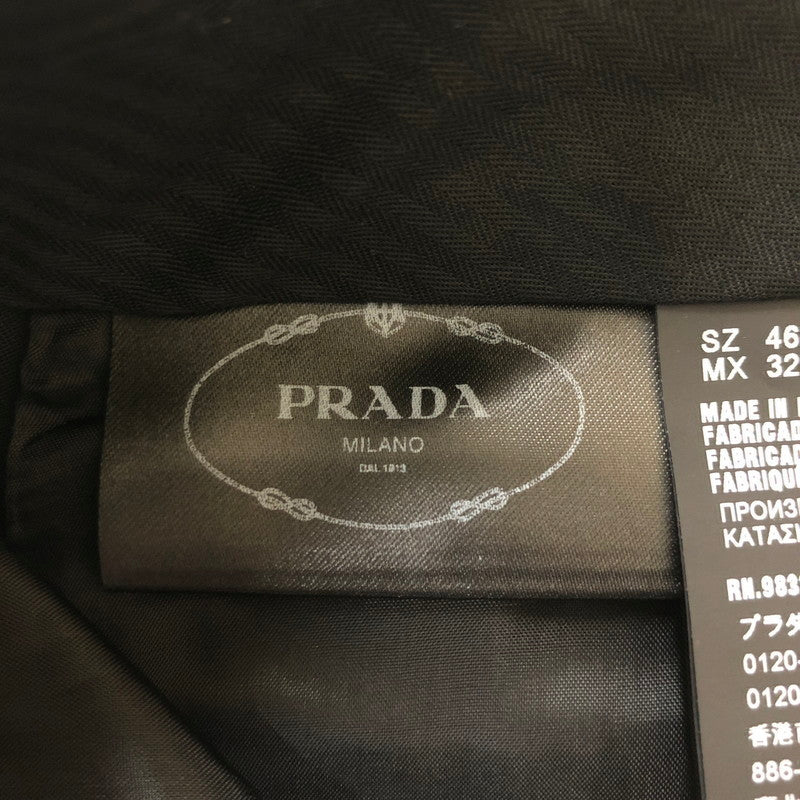 PRADA
MILANO
DAL 1913
SZ 46
MX 32
MADE IN
FABRICAD
FABRICAD
FABRIQU
ПРОИЗ
ΚΑΤΑΣ
RN.983
プラダ
0120-
0120
香港
886-